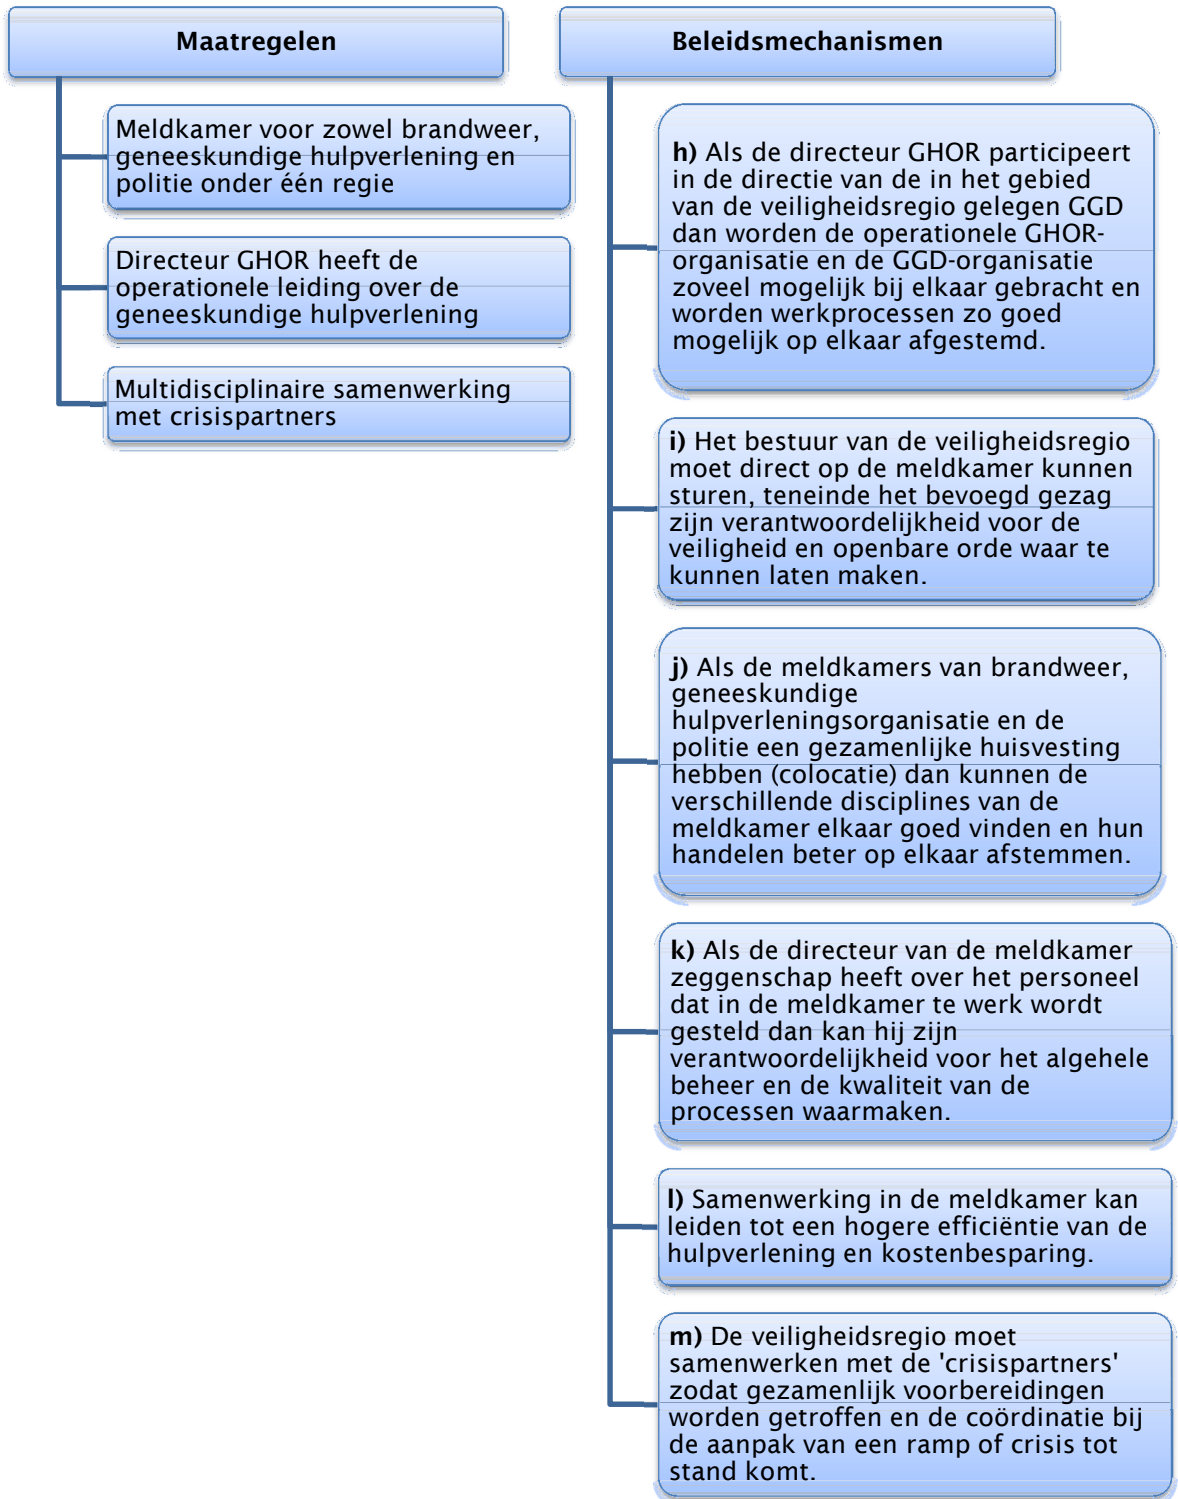 Maatregelen
Meldkamer voor zowel brandweer,
geneeskundige hulpverlening en
politie onder één regie
Directeur GHOR heeft de
operationele leiding over de
geneeskundige hulpverlening
Multidisciplinaire samenwerking
met crisispartners
Beleidsmechanismen
h) Als de directeur GHOR participeert
in de directie van de in het gebied
van de veiligheidsregio gelegen GGD
dan worden de operationele GHOR-
organisatie en de GGD-organisatie
zoveel mogelijk bij elkaar gebracht en
worden werkprocessen zo goed
mogelijk op elkaar afgestemd.
i) Het bestuur van de veiligheidsregio
moet direct op de meldkamer kunnen
sturen, teneinde het bevoegd gezag
zijn verantwoordelijkheid voor de
veiligheid en openbare orde waar te
kunnen laten maken.
j) Als de meldkamers van brandweer,
geneeskundige
hulpverleningsorganisatie en de
politie een gezamenlijke huisvesting
hebben (colocatie) dan kunnen de
verschillende disciplines van de
meldkamer elkaar goed vinden en hun
handelen beter op elkaar afstemmen.
k) Als de directeur van de meldkamer
zeggenschap heeft over het personeel
dat in de meldkamer te werk wordt
gesteld dan kan hij zijn
verantwoordelijkheid voor het algehele
beheer en de kwaliteit van de
processen waarmaken.
l) Samenwerking in de meldkamer kan
leiden tot een hogere efficiëntie van de
hulpverlening en kostenbesparing.
m) De veiligheidsregio moet
samenwerken met de 'crisispartners'
zodat gezamenlijk voorbereidingen
worden getroffen en de coördinatie bij
de aanpak van een ramp of crisis tot
stand komt.